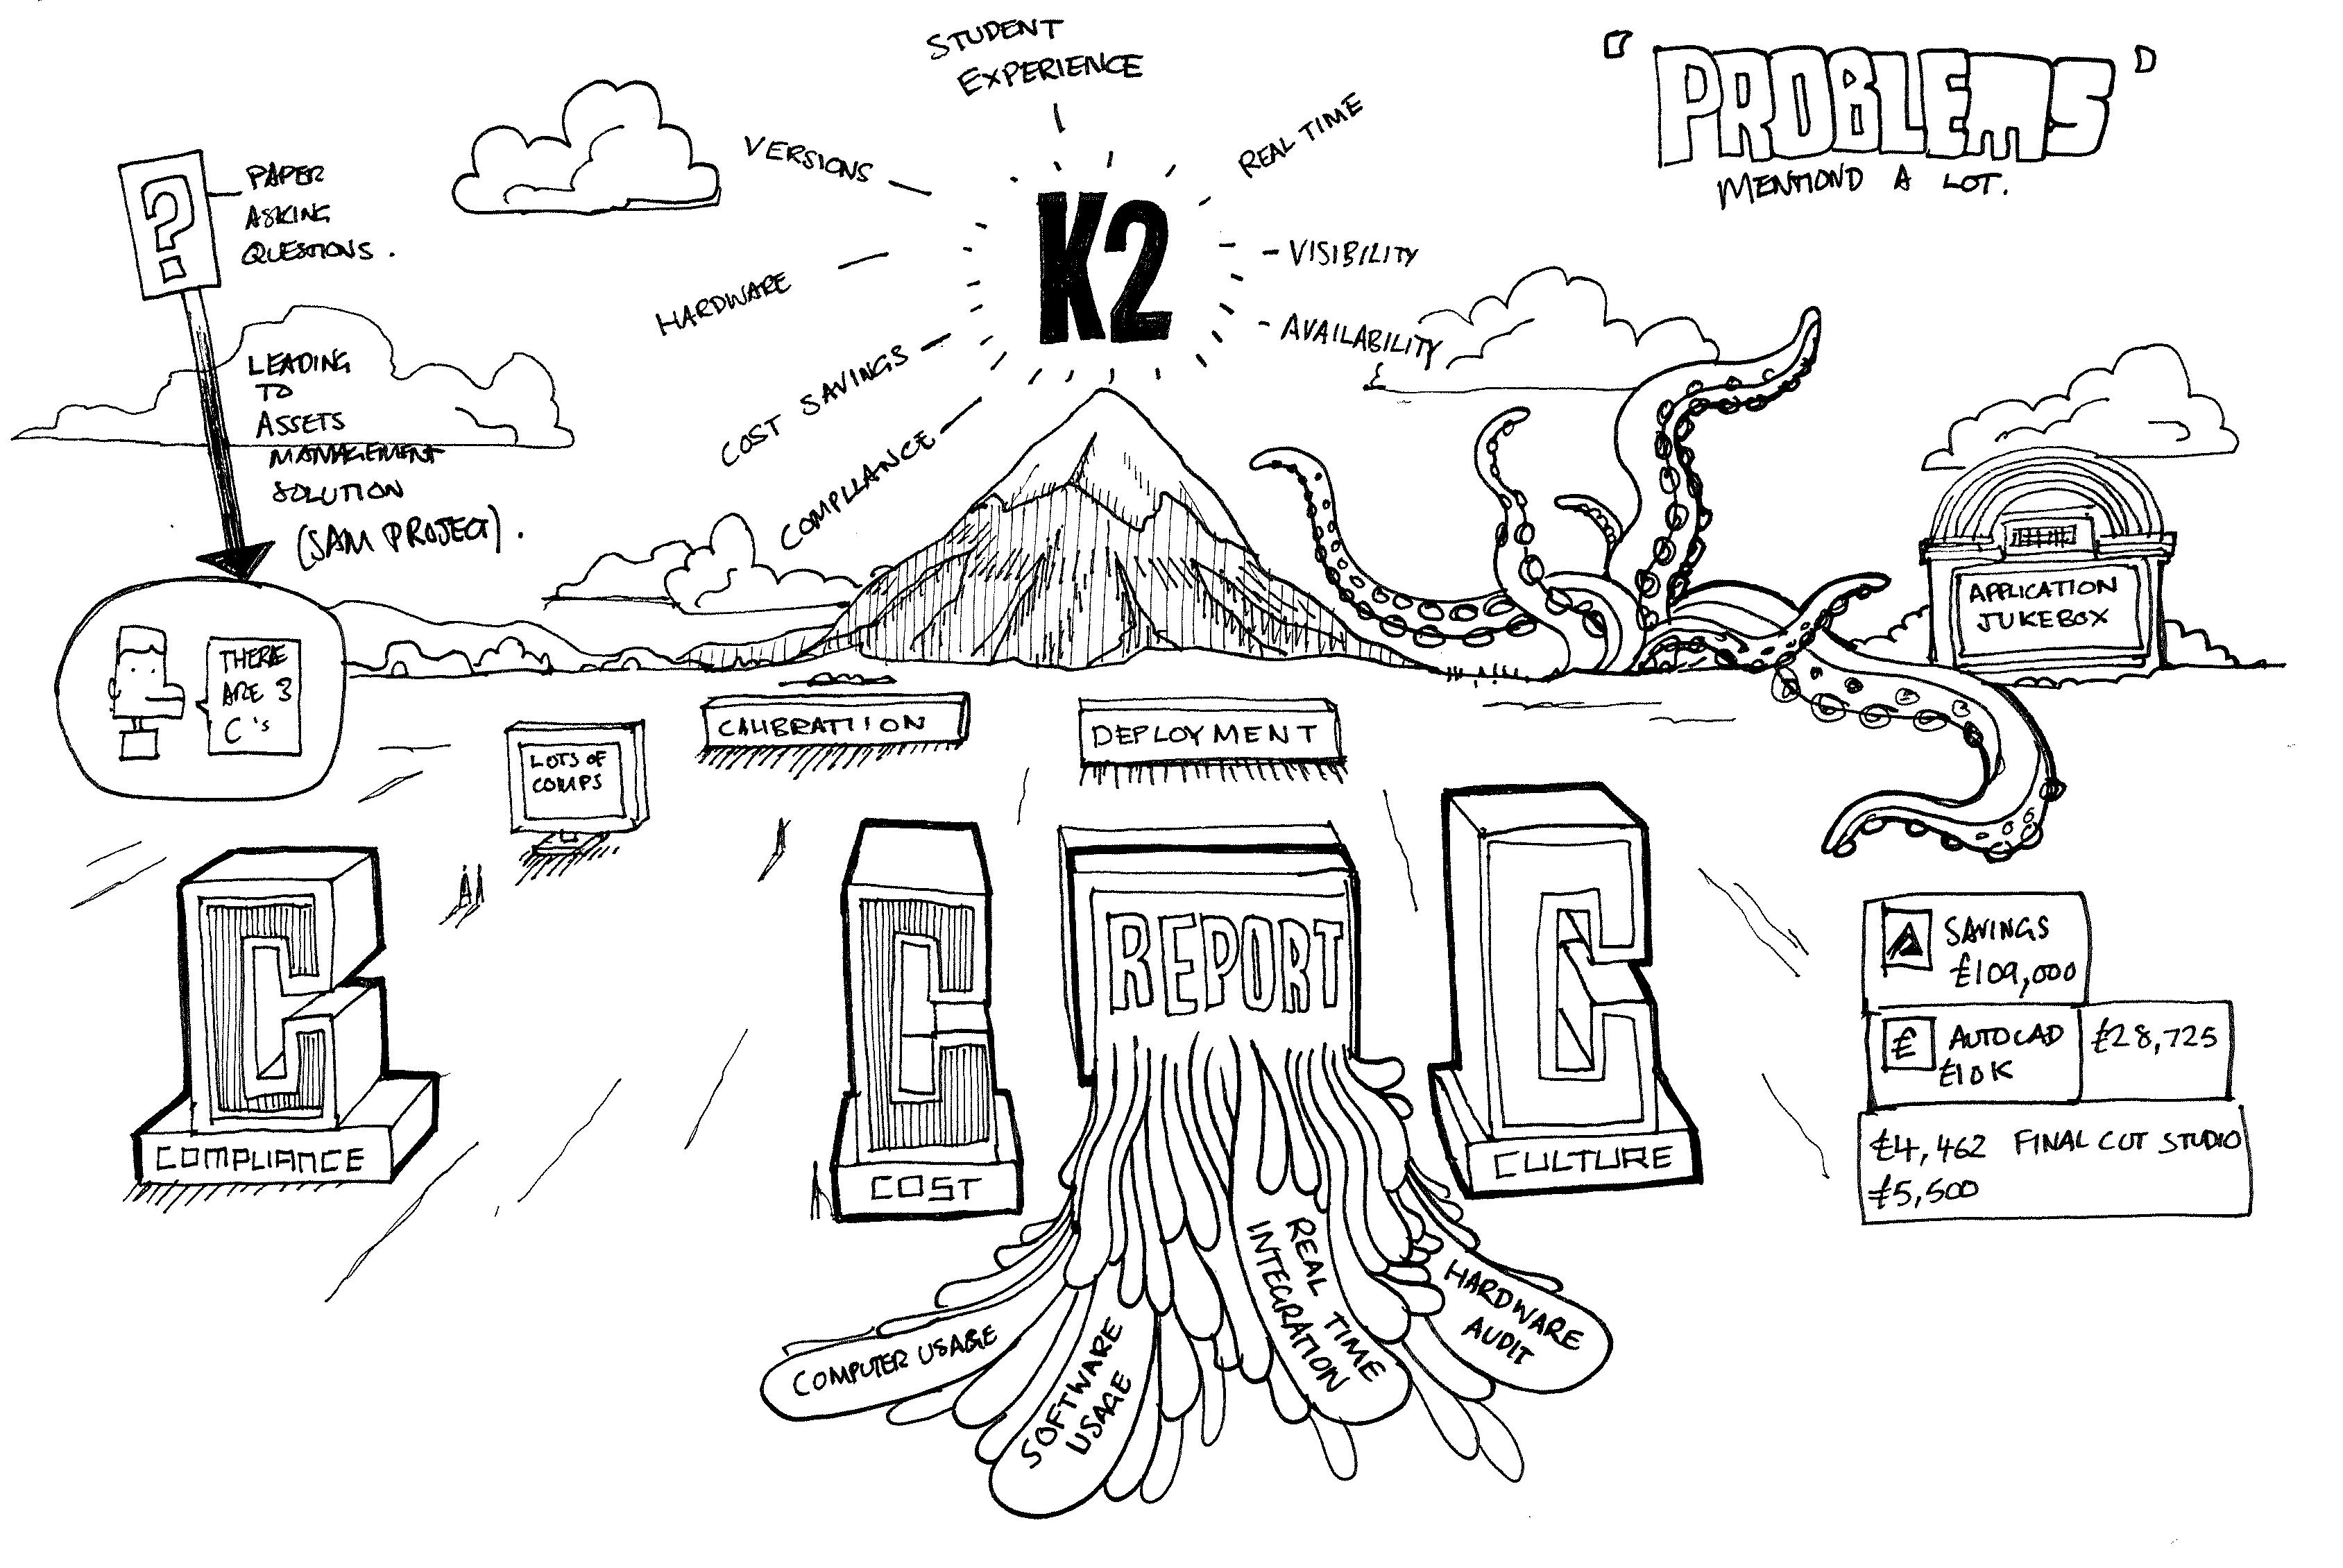 STUDENT
EXPERIENCE
'PROBLEMS'
MENTIOND A LOT.
VERSIONS
REAL TIME
K2
HARDWARE
VISIBILITY
COST SAVINGS
AVAILABILITY
COMPLIANCE
?
PAPER
ASKING
QUESTIONS.
LEADING
TO
ASSETS
MANAGEMENT
SOLUTION
(SAM PROJECT).
THERE
ARE 3
C's
APPLICATION
JUKEBOX
LOTS OF
COMPS
CALIBRATIION
DEPLOYMENT
C
COMPLIANCE
C
COST
REPORT
C
CULTURE
SAVINGS
£109,000
£ AUTOCAD
£10K
£28,725
£4,462 FINAL CUT STUDIO
£5,500
COMPUTER USAGE
SOFTWARE
USAGE
REAL TIME
INTEGRATION
HARDWARE
AUDIT